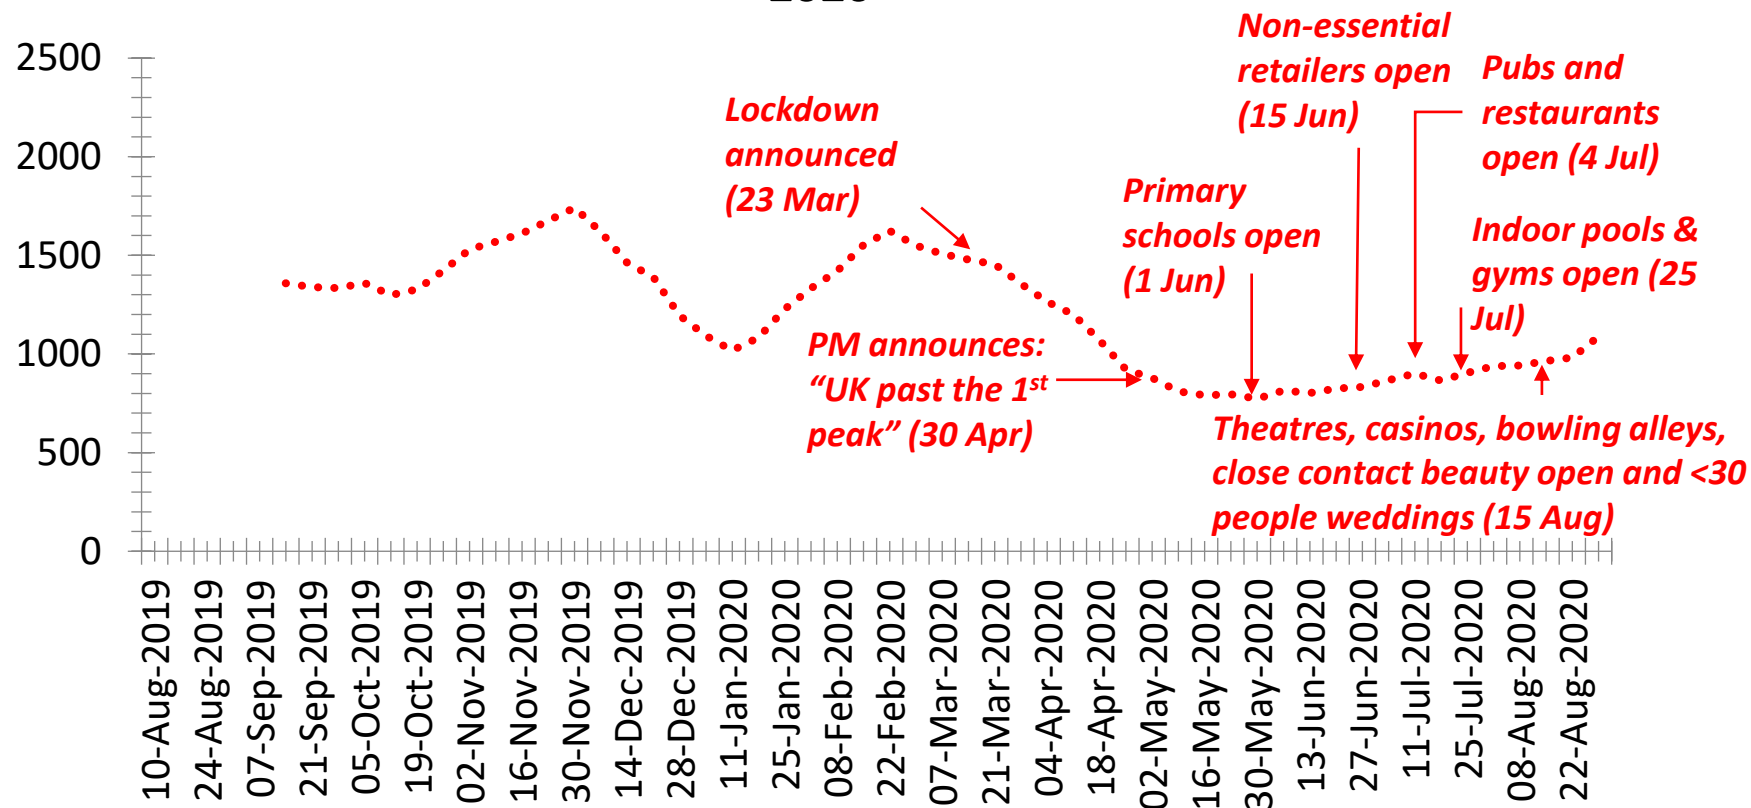 Non-essential
retailers open
(15 Jun)
Pubs and
restaurants
open (4 Jul)
Lockdown
announced
(23 Mar)
Primary
schools open
(1 Jun)
Indoor pools &
gyms open (25
Jul)
PM announces:
“UK past the 1st
peak” (30 Apr)
Theatres, casinos, bowling alleys,
close contact beauty open and <30
people weddings (15 Aug)
2500
2000
1500
1000
500
0
10-Aug-2019
24-Aug-2019
07-Sep-2019
21-Sep-2019
05-Oct-2019
19-Oct-2019
02-Nov-2019
16-Nov-2019
30-Nov-2019
14-Dec-2019
28-Dec-2019
11-Jan-2020
25-Jan-2020
08-Feb-2020
22-Feb-2020
07-Mar-2020
21-Mar-2020
04-Apr-2020
18-Apr-2020
02-May-2020
16-May-2020
30-May-2020
13-Jun-2020
27-Jun-2020
11-Jul-2020
25-Jul-2020
08-Aug-2020
22-Aug-2020